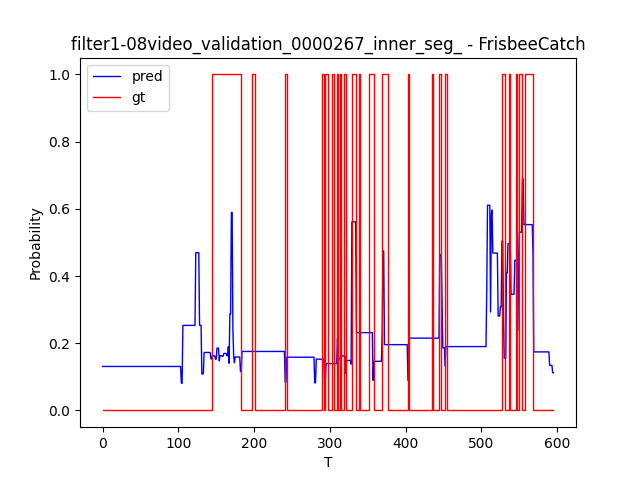 filter1-08video_validation_0000267_inner_seg_ - FrisbeeCatch
pred
gt
1.0
0.8
0.6
0.4
0.2
0.0
Probability
0 100 200 300 400 500 600
T